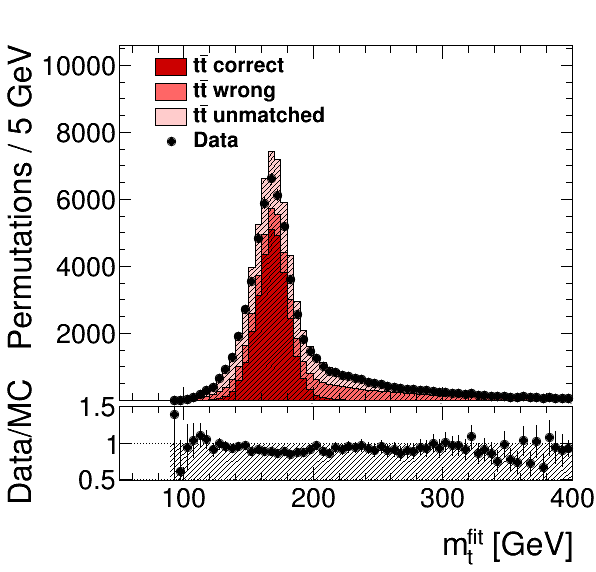 Permutations / 5 GeV
10000
8000
6000
4000
2000
tt̄ correct
tt̄ wrong
tt̄ unmatched
Data
Data/MC
1.5
1
0.5
100 200 300 400
m_t^fit [GeV]